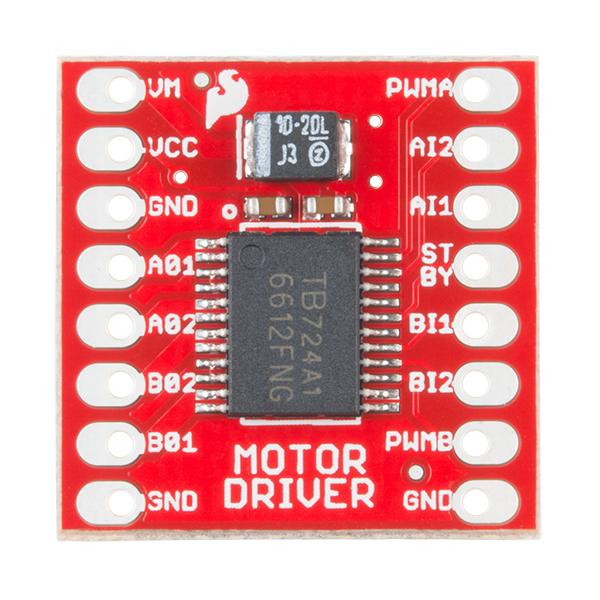 VM
VCC
GND
A01
A02
B02
B01
GND
PWMA
AI2
AI1
ST
BY
BI1
BI2
PWMB
GND
10-20L
J3
TB724A1
6612FNG
MOTOR
DRIVER